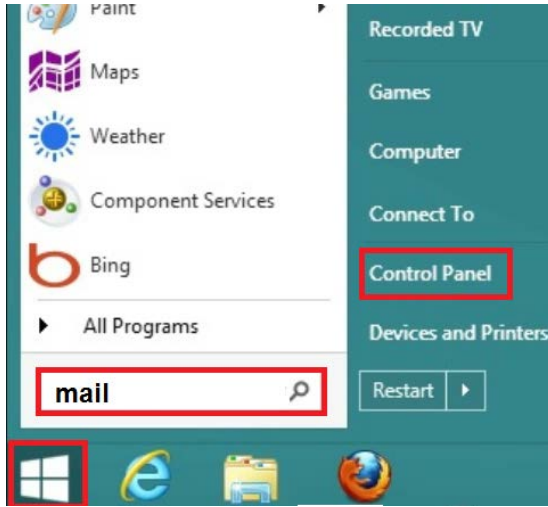 Paint
Maps
Weather
Component Services
Bing
All Programs
mail
Recorded TV
Games
Computer
Connect To
Control Panel
Devices and Printers
Restart